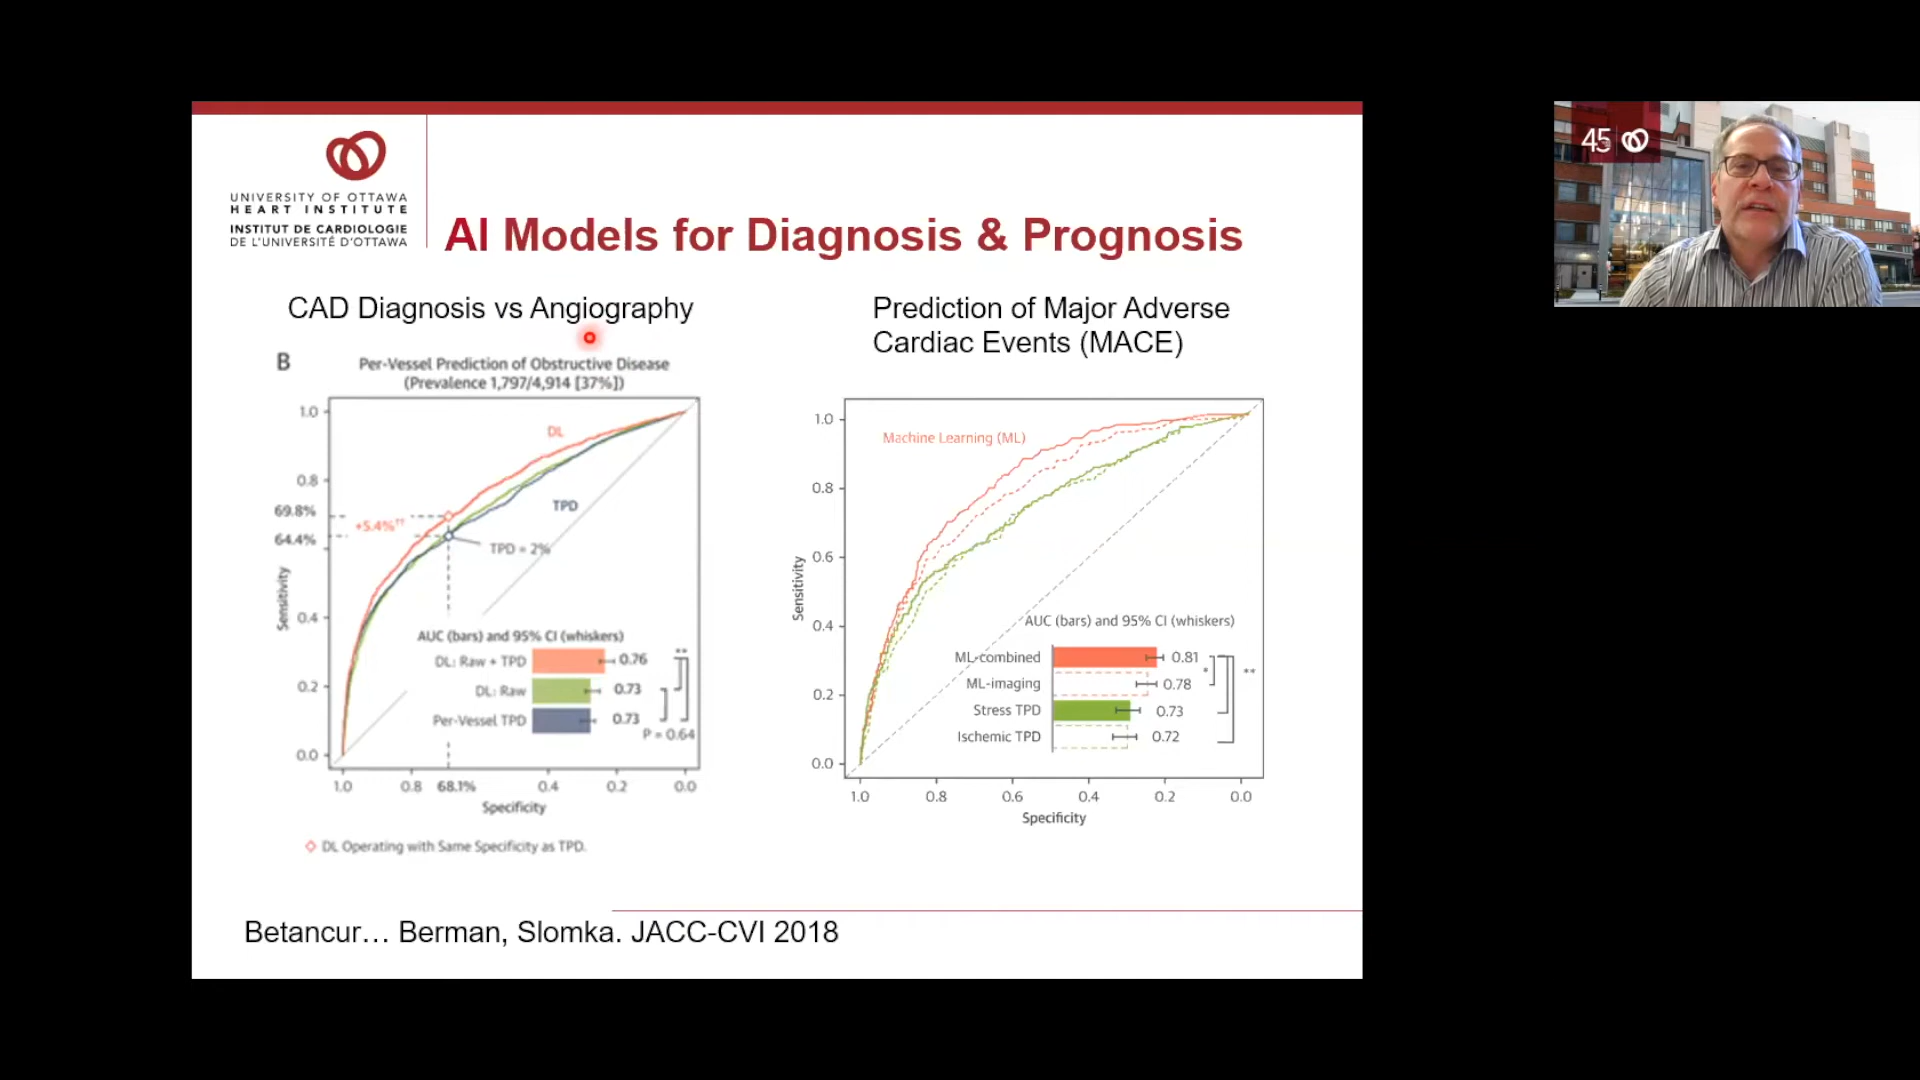 UNIVERSITY OF OTTAWA
HEART INSTITUTE
INSTITUT DE CARDIOLOGIE
DE L'UNIVERSITÉ D'OTTAWA
AI Models for Diagnosis & Prognosis
CAD Diagnosis vs Angiography
B
Per-Vessel Prediction of Obstructive Disease
(Prevalence 1,797/4,914 [37%])
1.0
0.8
69.8%
64.4%
0.4
0.2
0.0
Sensitivity
DL
TPD
+5.4%††
TPD = 2%
AUC (bars) and 95% CI (whiskers)
DL: Raw + TPD 0.76 **
DL: Raw 0.73
Per-Vessel TPD 0.73
P = 0.64
1.0 0.8 68.1% 0.4 0.2 0.0
Specificity
DL Operating with Same Specificity as TPD.
Prediction of Major Adverse
Cardiac Events (MACE)
1.0
0.8
0.6
0.4
0.2
0.0
Sensitivity
Machine Learning (ML)
AUC (bars) and 95% CI (whiskers)
ML-combined 0.81
ML-imaging 0.78 * **
Stress TPD 0.73
Ischemic TPD 0.72
1.0 0.8 0.6 0.4 0.2 0.0
Specificity
Betancur... Berman, Slomka. JACC-CVI 2018
45